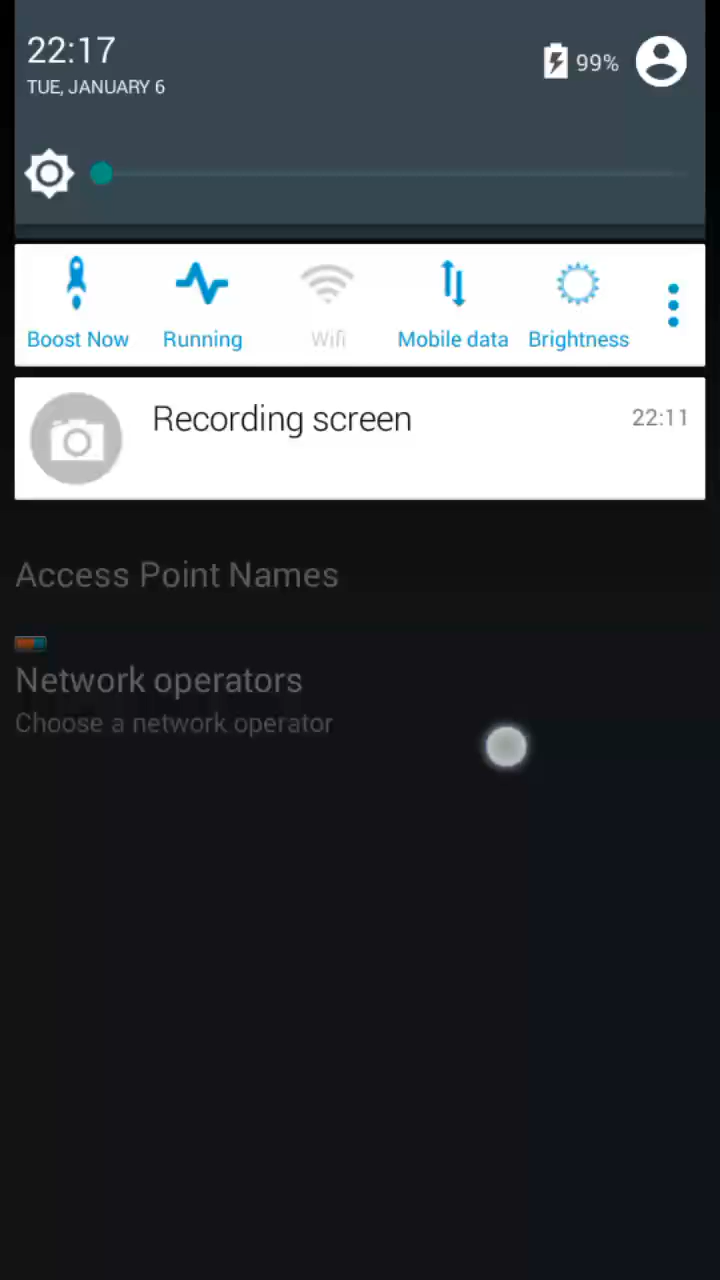 22:17
99%
TUE, JANUARY 6
Boost Now
Running
Wifi
Mobile data
Brightness
Recording screen
22:11
Access Point Names
Network operators
Choose a network operator